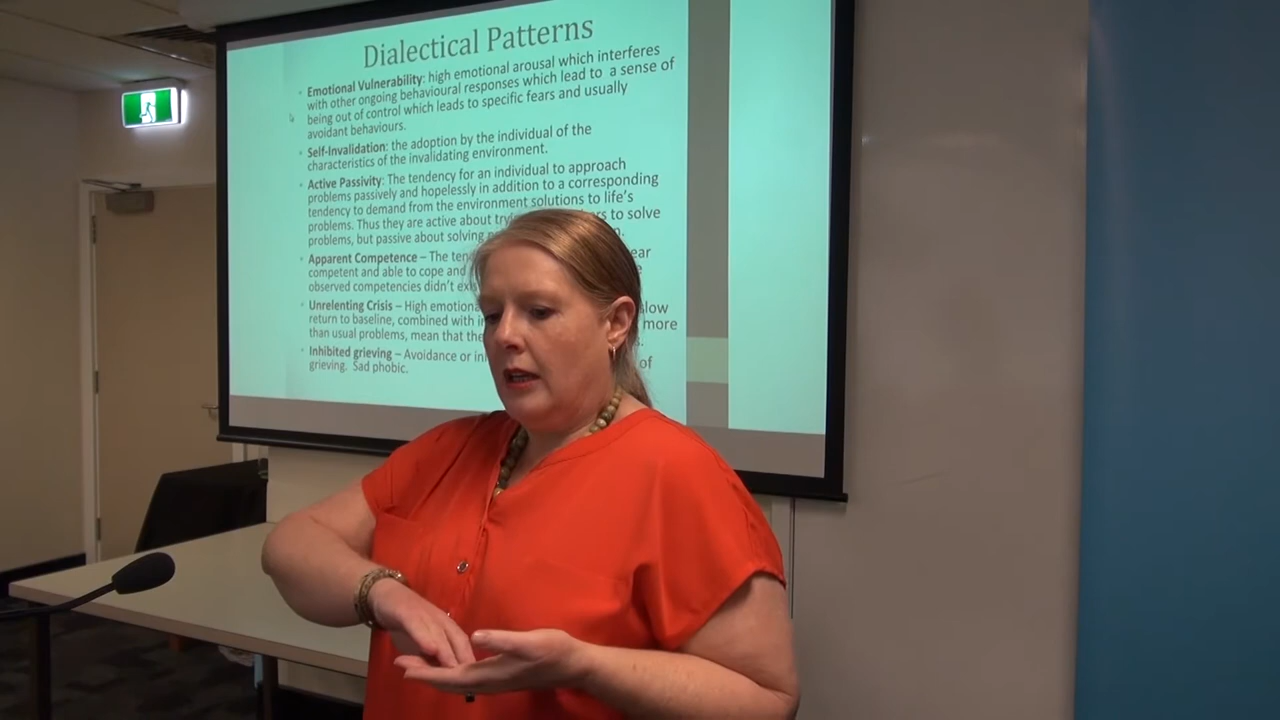 Dialectical Patterns
• Emotional Vulnerability: high emotional arousal which interferes
with other ongoing behavioural responses which lead to a sense of
being out of control which leads to specific fears and usually
avoidant behaviours.
• Self-Invalidation: the adoption by the individual of the
characteristics of the invalidating environment.
• Active Passivity: The tendency for an individual to approach
problems passively and hopelessly in addition to a corresponding
tendency to demand from the environment solutions to life's
problems. Thus they are active about to solve
problems, but passive about solving
• Apparent Competence – The
competent and able to cope and
observed competencies didn't
• Unrelenting Crisis – High
return to baseline, combined with more
than usual problems, mean that
• Inhibited grieving – Avoidance or of
grieving. Sad phobic.